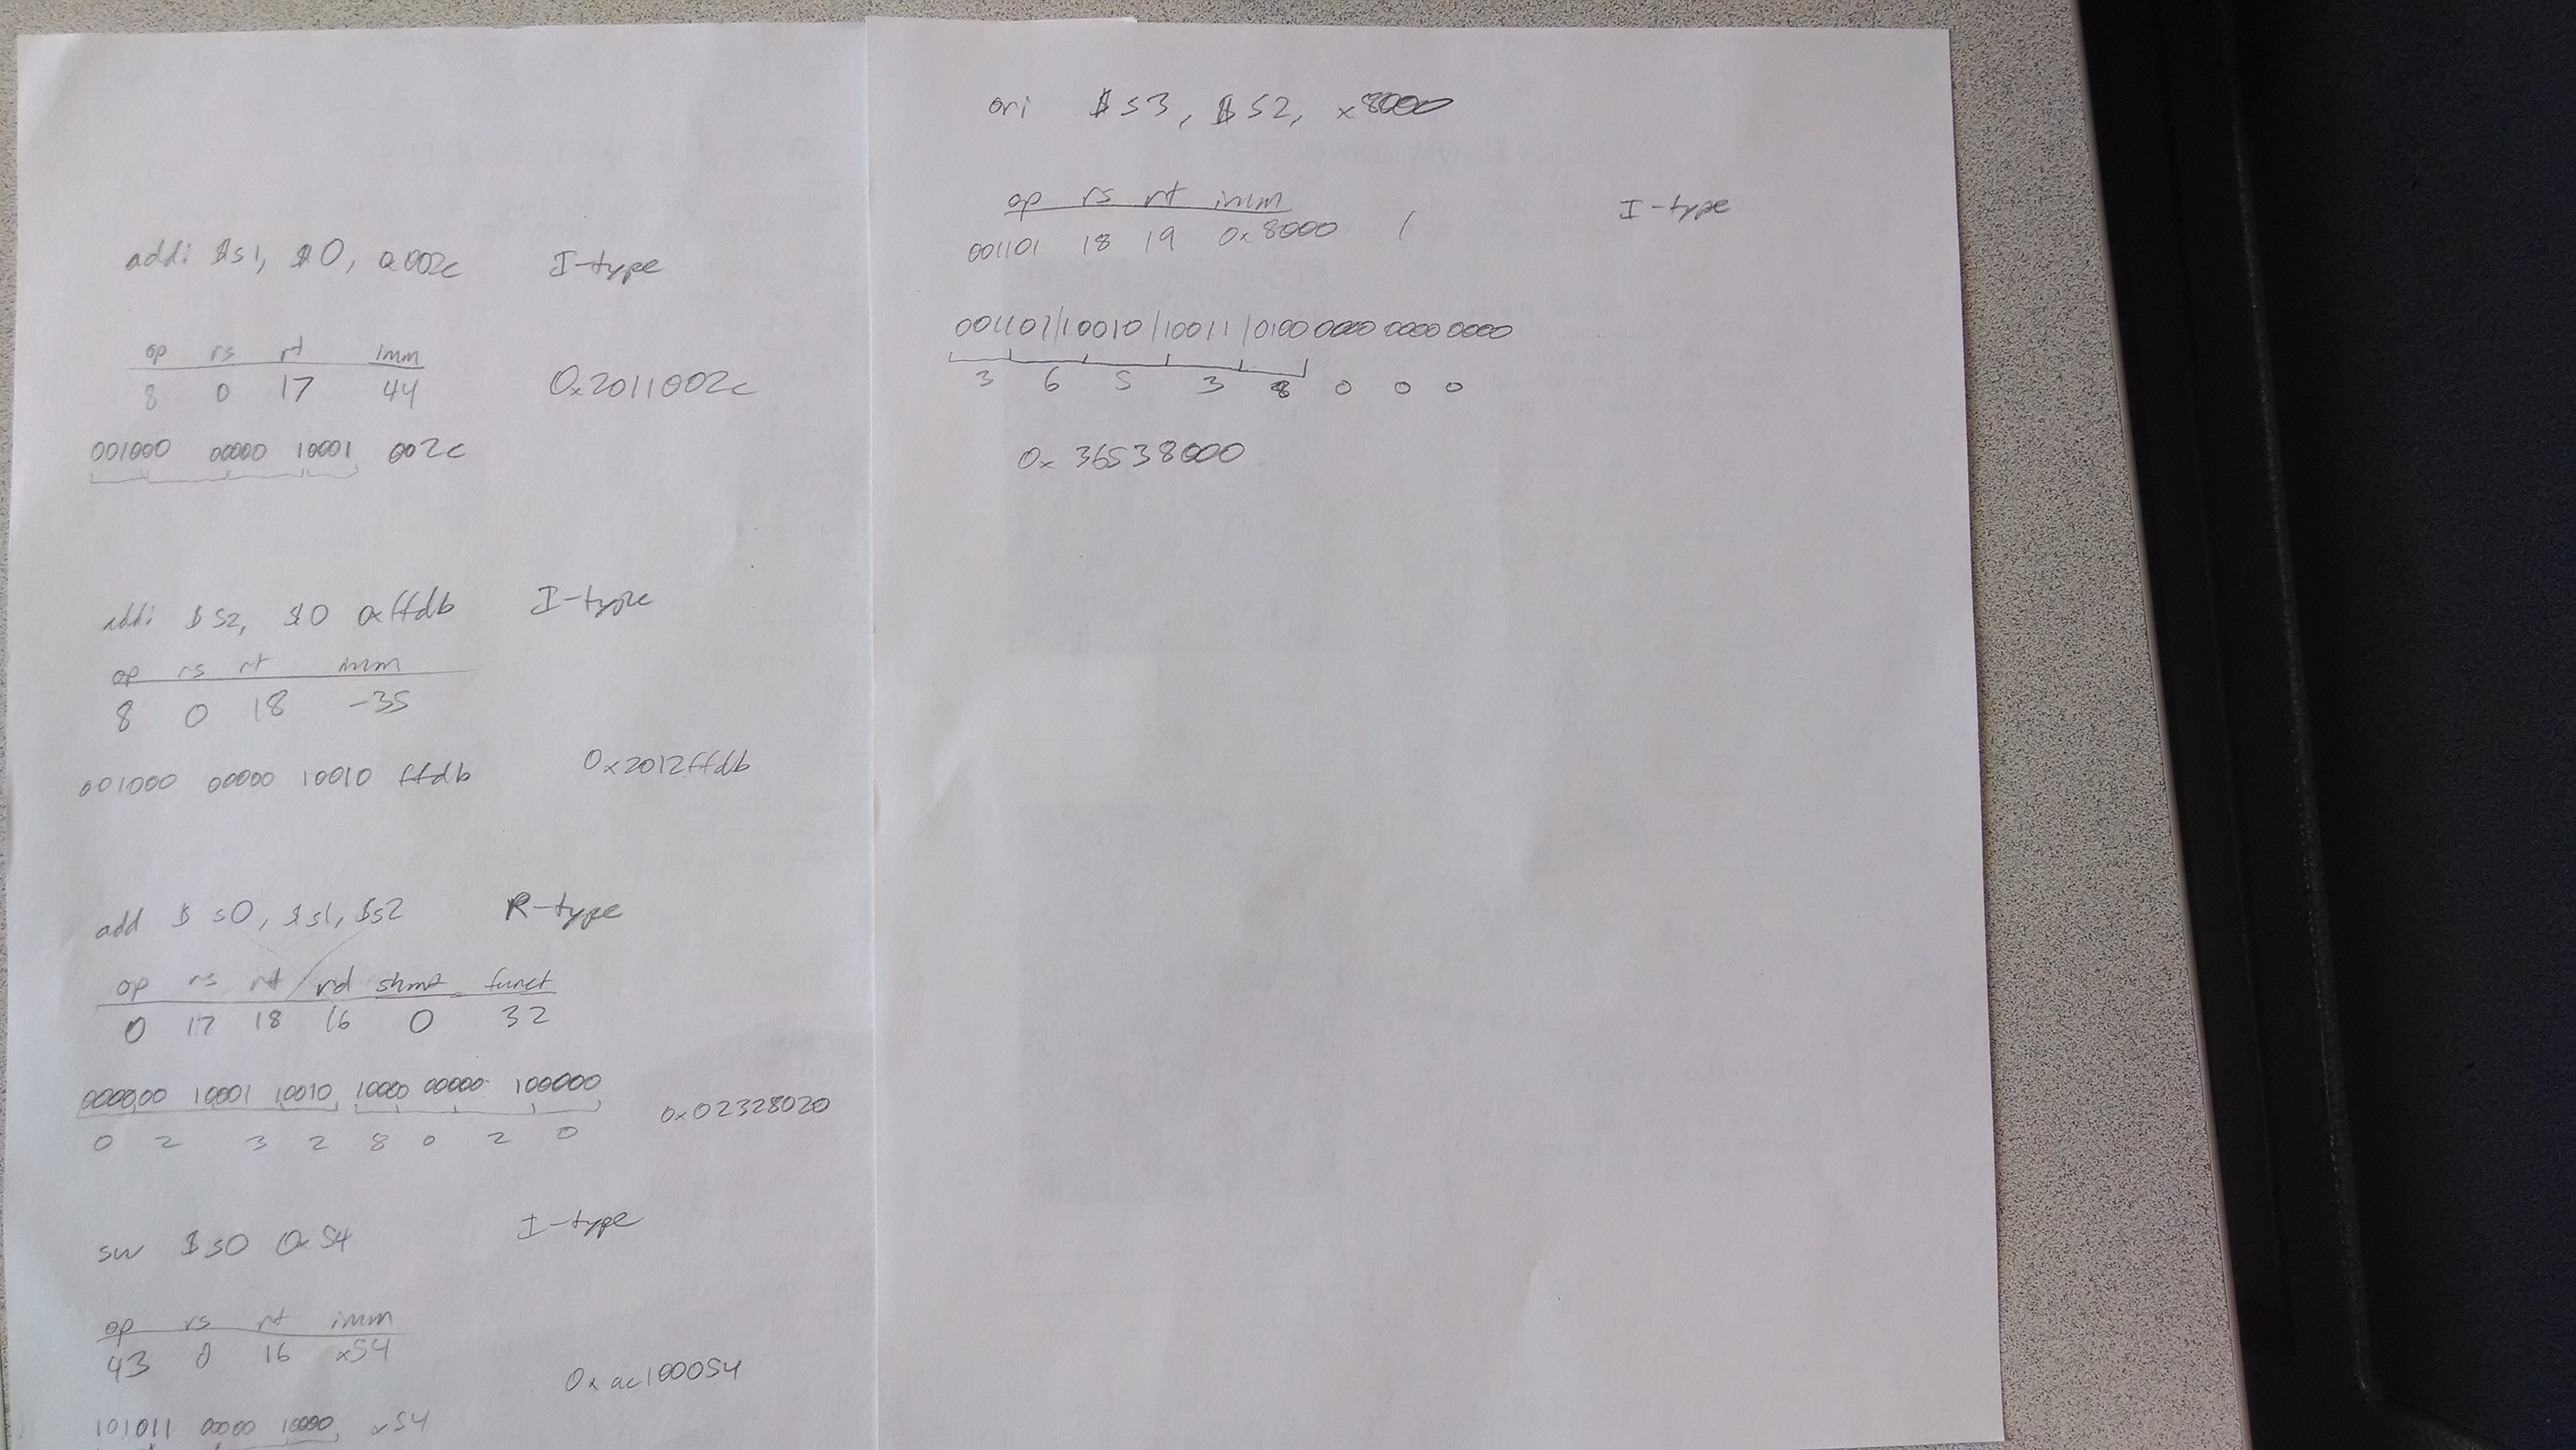 addi $s1, $0, 0x002c I-type
op rs rt imm
8 0 17 44 0x2011002c
001000 00000 10001 002c
addi $s2, $0 0xffdb I-type
op rs rt imm
8 0 18 -35
001000 00000 10010 ffdb 0x2012ffdb
add $s0, $s1, $s2 R-type
op rs rt rd shmt funct
0 17 18 16 0 32
000000 10001 10010 10000 00000 100000 0x02328020
0 2 3 2 8 0 2 0
sw $s0 0x54 I-type
op rs rt imm
43 0 16 x54 0xac100054
101011 00000 10000 x54
ori $s3, $s2, x8000
op rs rt imm I-type
001101 18 19 0x8000 (
001101/10010/10011/0100 0000 0000 0000
3 6 5 3 8 0 0 0
0x36538000